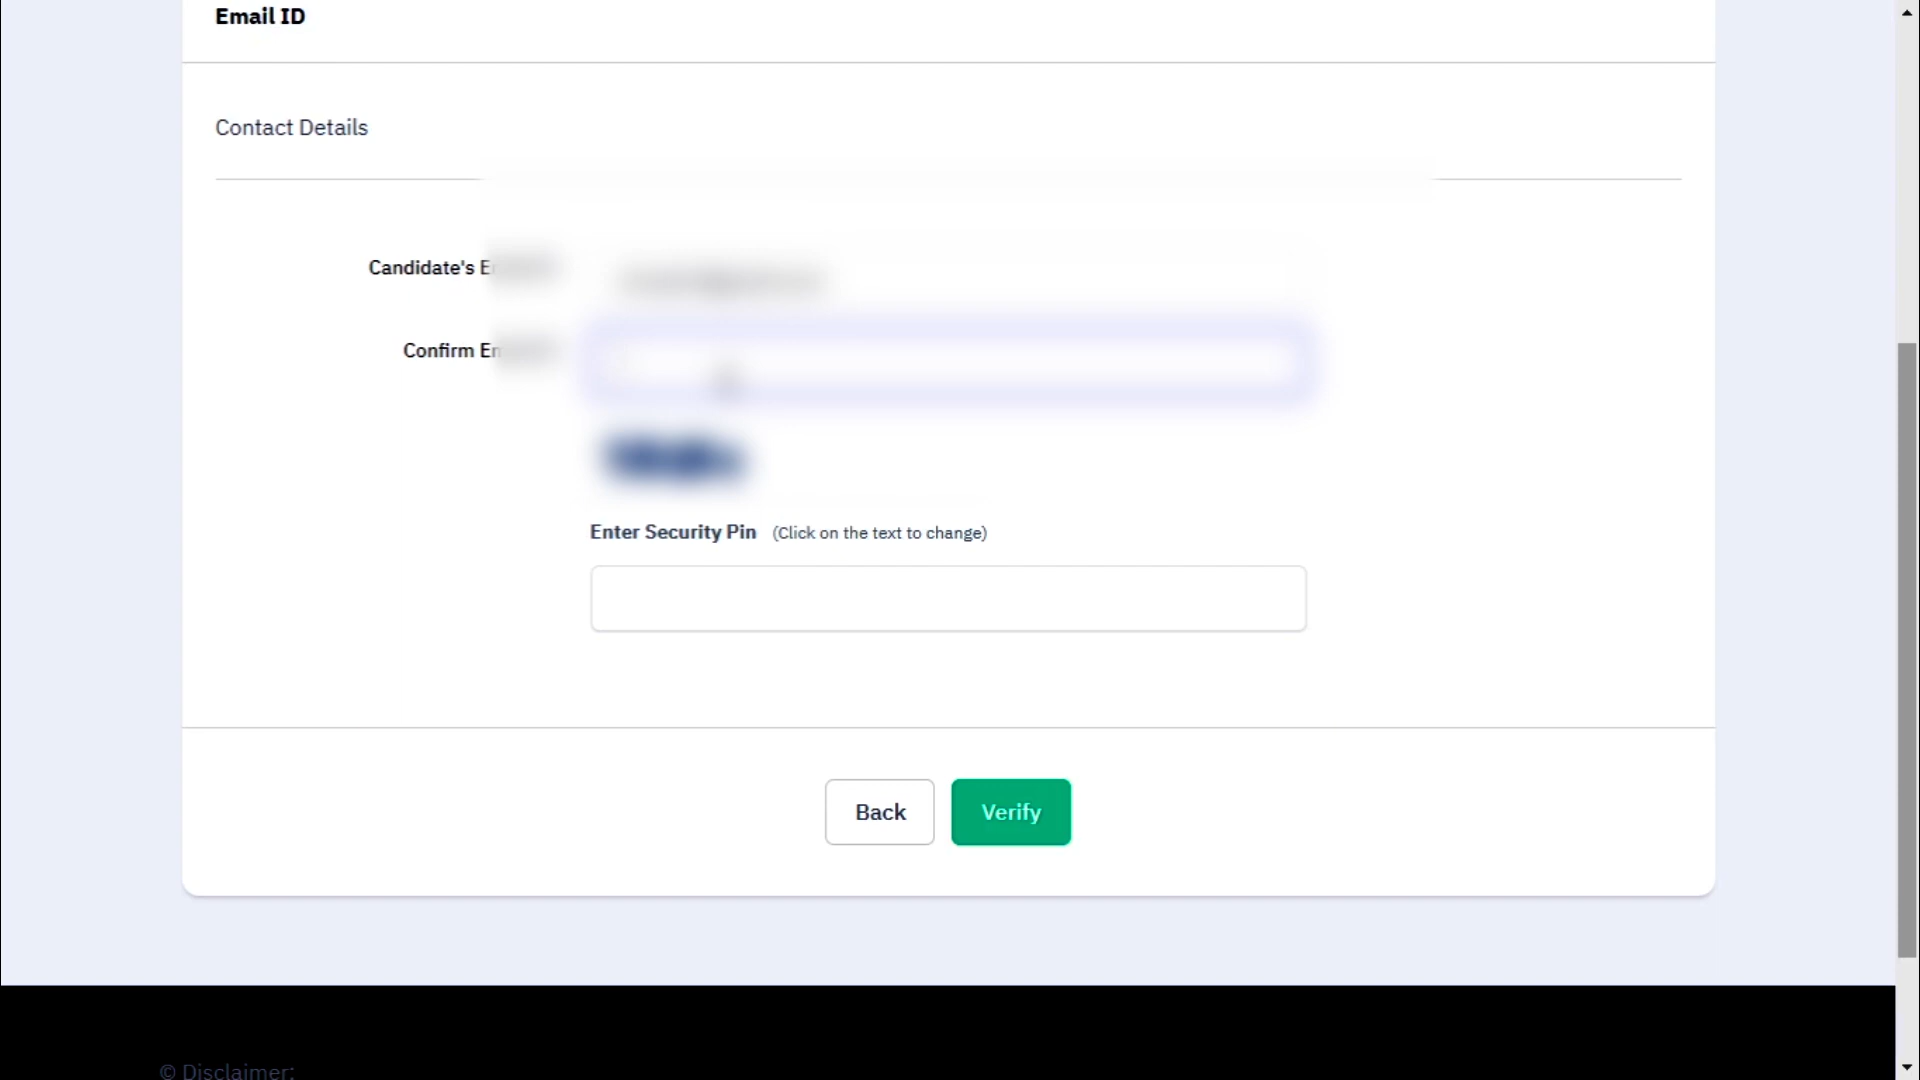 Email ID
Contact Details
Candidate's
Confirm
Enter Security Pin (Click on the text to change)
Back
Verify
© Disclaimer: